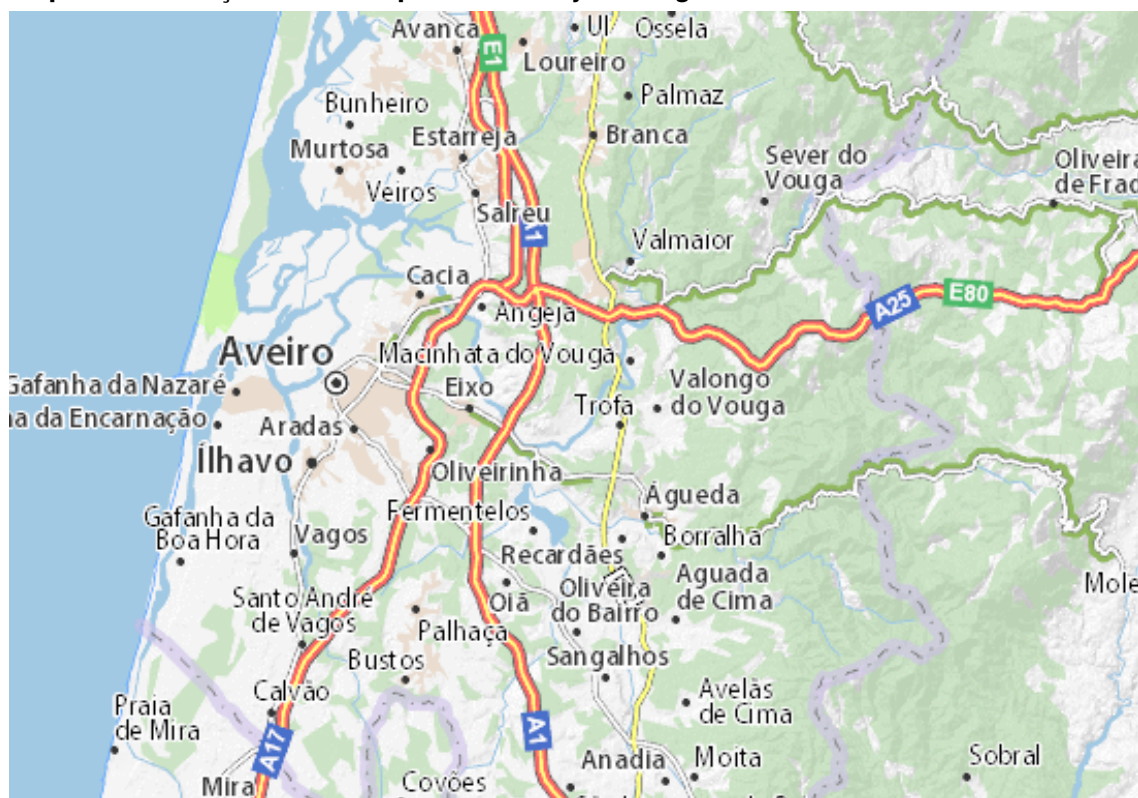 Avanca
E1
Ul
Ossela
Loureiro
Palmaz
Bunheiro
Estarreja
Branca
Murtosa
Sever do
Vouga
Oliveira
de Frad
Veiros
Salreu
A1
Valmaior
Cacia
Angeja
A25
E80
Aveiro
Macinhata do Vouga
Gafanha da Nazaré
Eixo
Valongo
do Vouga
na da Encarnação
Aradas
Trofa
Ílhavo
Oliveirinha
Fermentelos
Águeda
Gafanha da
Boa Hora
Vagos
Recardães
Borralha
Oliveira
do Bairro
Aguada
de Cima
Mole
Santo André
de Vagos
Oiã
Palhaça
Bustos
Sangalhos
Calvão
Avelãs
de Cima
Praia
de Mira
A17
A1
Anadia
Moita
Sobral
Mira
Covões